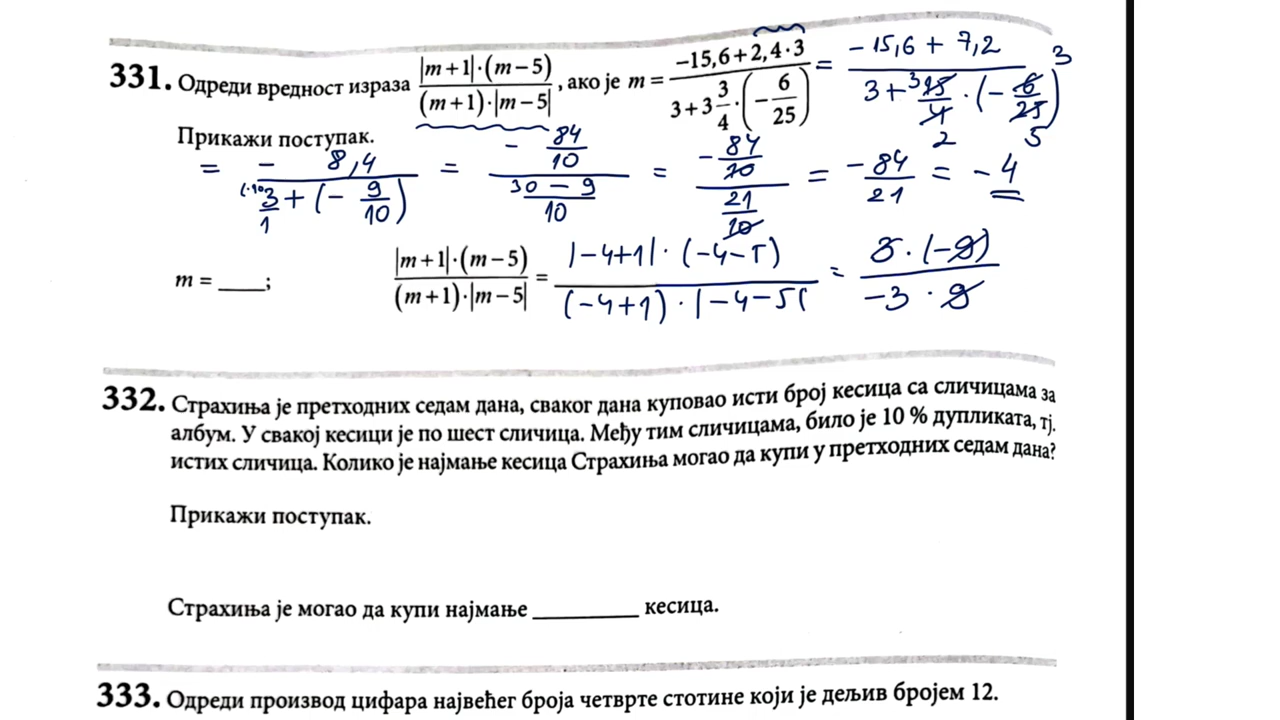 331. Одреди вредност израза |m+1|·(m−5) / (m+1)·|m−5|, ако је m = −15,6+2,4·3 / 3+3 3/4·(−6/25) = −15,6 + 7,2 / 3 + 3 15/4 · (−6/25) 3
Прикажи поступак. 2 5
= − 8,4 / (·10 3/1 + (− 9/10) = − 84/10 / 30 − 9 / 10 = − 84/10 / 21/10 = −84 / 21 = − 4
m = ____; |m+1|·(m−5) / (m+1)·|m−5| = |−4+1|·(−4−5) / (−4+1)·|−4−5| = 3·(−9) / −3·9
332. Страхиња је претходних седам дана, сваког дана куповао исти број кесица са сличицама за
албум. У свакој кесици је по шест сличица. Међу тим сличицама, било је 10 % дупликата, тј.
истих сличица. Колико је најмање кесица Страхиња могао да купи у претходних седам дана?
Прикажи поступак.
Страхиња је могао да купи најмање _________ кесица.
333. Одреди производ цифара највећег броја четврте стотине који је дељив бројем 12.